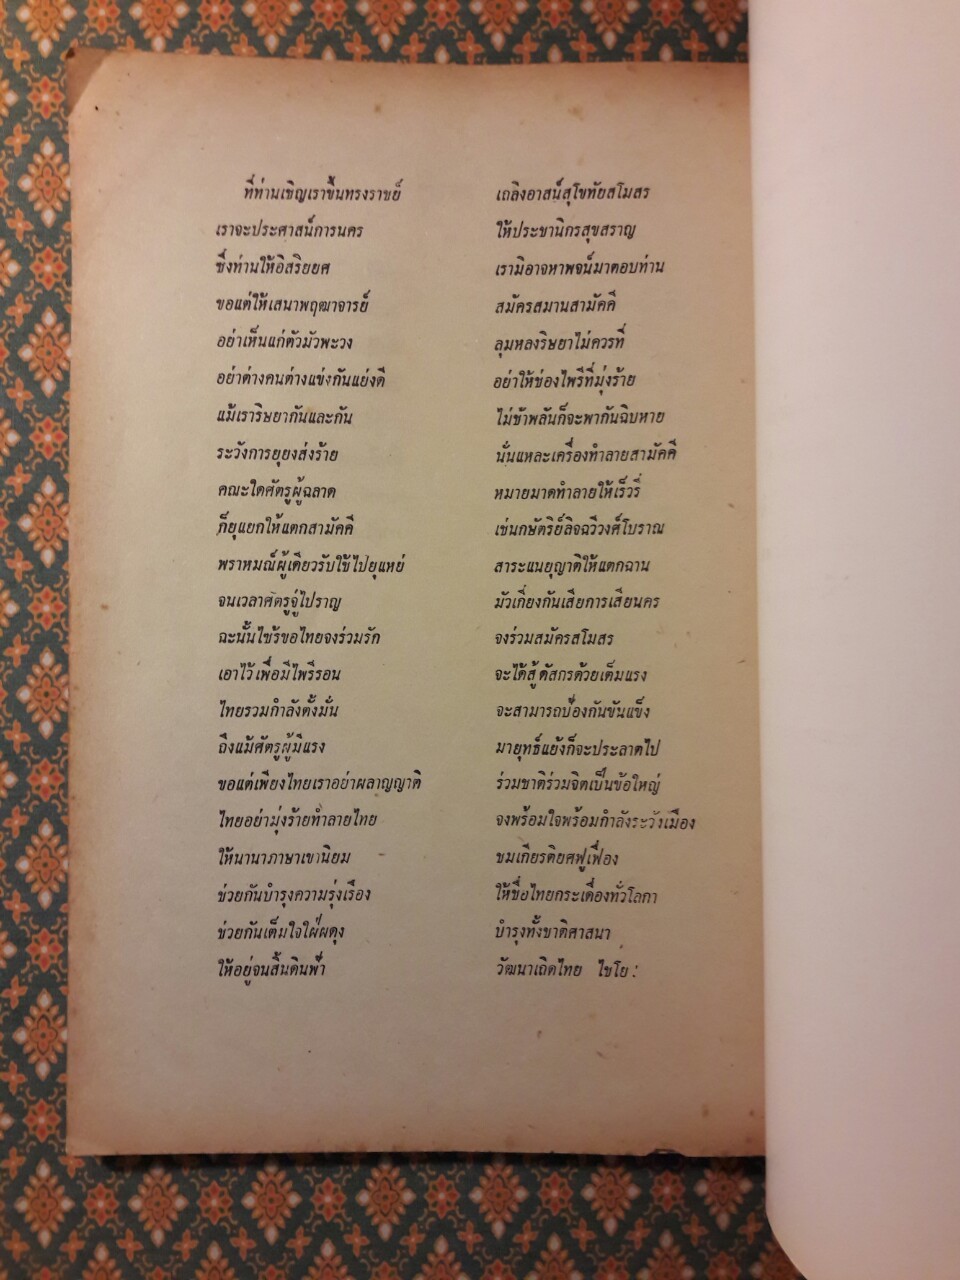 ที่ท่านเชิญเราขึ้นทรงราชย์ เถลิงอาสน์สุโขทัยสโมสร
เราจะประศาสน์การนคร ให้ประชานิกรสุขสราญ
ซึ่งท่านให้อิสริยยศ เรามิอาจหาพจน์มาตอบท่าน
ขอแต่ให้เสนาพฤฒาจารย์ สมัครสมานสามัคคี
อย่าเห็นแก่ตัวมัวพะวง ลุมหลงริษยาไม่ควรที่
อย่าต่างคนต่างแข่งกันแย่งดี อย่าให้ช่องไพรีที่มุ่งร้าย
แม้เราริษยากันและกัน ไม่ช้าพลันก็จะพากันฉิบหาย
ระวังการยุยงส่งร้าย นั่นแหละเครื่องทำลายสามัคคี
คณะใดศัตรูผู้ฉลาด หมายมาดทำลายให้เร็วรี่
ก็ยุแยกให้แตกสามัคคี เช่นกษัตริย์ลิจฉวีวงศ์โบราณ
พราหมณ์ผู้เดียวรับใช้ไปยุแหย่ สาระแนยุญาติให้แตกฉาน
จนเวลาศัตรูจู่ไปราญ มัวเกี่ยงกันเสียการเสียนคร
ฉะนั้นไซร้ขอไทยจงร่วมรัก จงร่วมสมัครสโมสร
เอาไว้เพื่อมีไพรีรอน จะได้สู้ดัสกรด้วยเต็มแรง
ไทยรวมกำลังตั้งมั่น จะสามารถป้องกันขันแข็ง
ถึงแม้ศัตรูผู้มีแรง มายุทธ์แย้งก็จะปลาตไป
ขอแต่เพียงไทยเราอย่าผลาญญาติ ร่วมชาติร่วมจิตเป็นข้อใหญ่
ไทยอย่ามุ่งร้ายทำลายไทย จงพร้อมใจพร้อมกำลังระวังเมือง
ให้นานาภาษาเขานิยม ชมเกียรติยศฟูเฟื่อง
ช่วยกันบำรุงความรุ่งเรือง ให้ชื่อไทยกระเดื่องทั่วโลกา
ช่วยกันเต็มใจใฝ่ผดุง บำรุงทั้งชาติศาสนา
ให้อยู่จนสิ้นดินฟ้า วัฒนาเถิดไทย ไชโย :